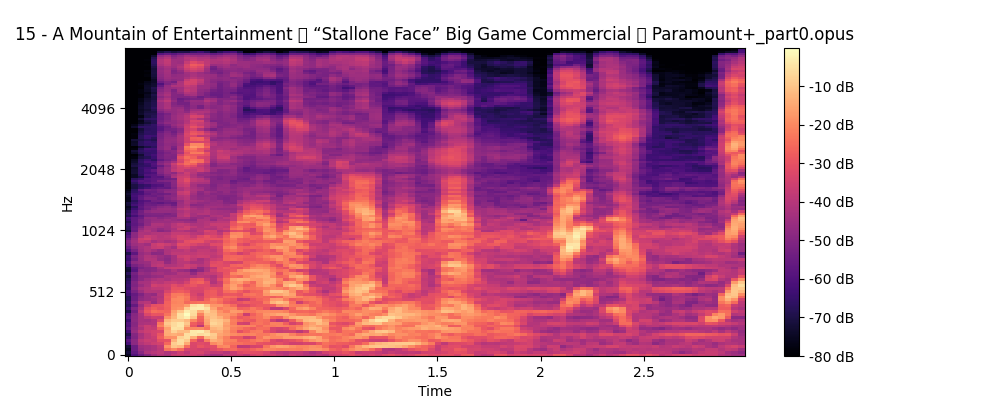 15 - A Mountain of Entertainment ▯ “Stallone Face” Big Game Commercial ▯ Paramount+_part0.opus
4096
2048
1024
512
0
Hz
0
0.5
1
1.5
2
2.5
Time
-10 dB
-20 dB
-30 dB
-40 dB
-50 dB
-60 dB
-70 dB
-80 dB